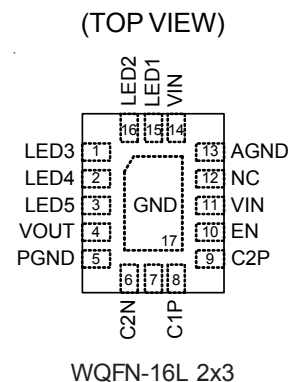 (TOP VIEW)
LED2 LED1 VIN
16 15 14
LED3 1 13 AGND
LED4 2 12 NC
LED5 3 GND 11 VIN
VOUT 4 10 EN
PGND 5 17 9 C2P
6 7 8
C2N C1P
WQFN-16L 2x3